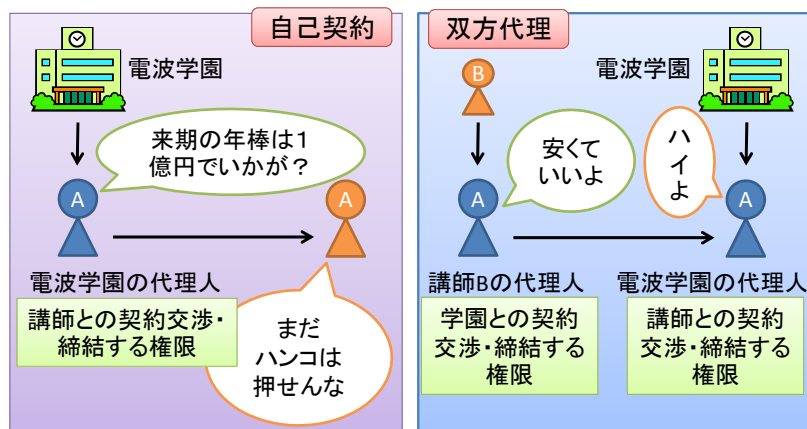 自己契約
電波学園
来期の年棒は1
億円でいかが?
A
A
電波学園の代理人
講師との契約交渉・
締結する権限
まだ
ハンコは
押せんな
双方代理
B
電波学園
安くて
いいよ
ハイよ
A
A
講師Bの代理人
電波学園の代理人
学園との契約
交渉・締結する
権限
講師との契約
交渉・締結する
権限